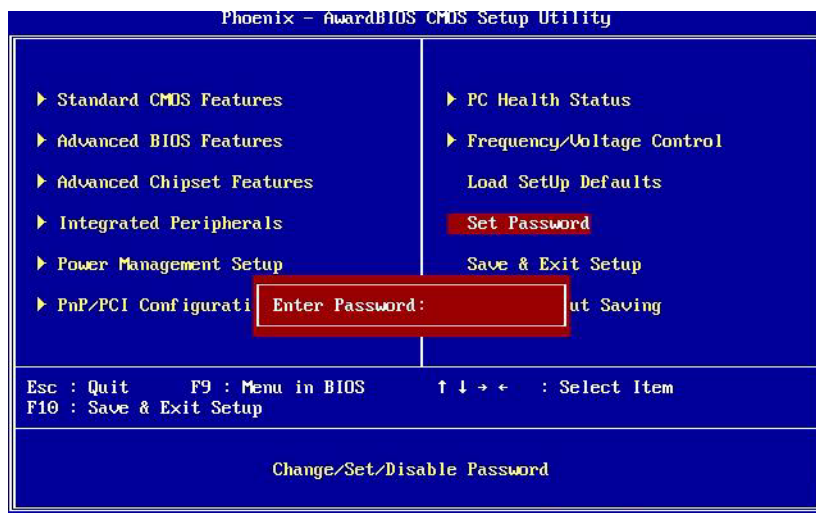 Phoenix - AwardBIOS CMOS Setup Utility
Standard CMOS Features
Advanced BIOS Features
Advanced Chipset Features
Integrated Peripherals
Power Management Setup
PnP/PCI Configurati
PC Health Status
Frequency/Voltage Control
Load SetUp Defaults
Set Password
Save & Exit Setup
ut Saving
Enter Password:
Esc : Quit F9 : Menu in BIOS ↑ ↓ → ← : Select Item
F10 : Save & Exit Setup
Change/Set/Disable Password